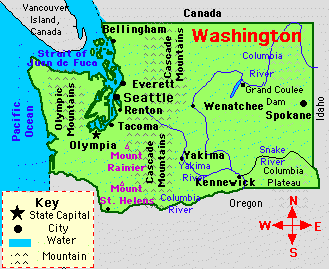 Vancouver
Island,
Canada
Canada
Washington
Bellingham
Strait of
Juan de Fuca
Cascade
Mountains
Columbia
River
Olympic
Mountains
Everett
Seattle
Renton
Grand Coulee
Dam
Wenatchee
Spokane
Idaho
Pacific
Ocean
Tacoma
Olympia
Mount
Rainier
Cascade
Mountains
Yakima
Yakima
River
Snake
River
Columbia
Plateau
Kennewick
Mount
St. Helens
Columbia
River
Oregon
Key
State Capital
City
Water
Mountain
N
W
E
S